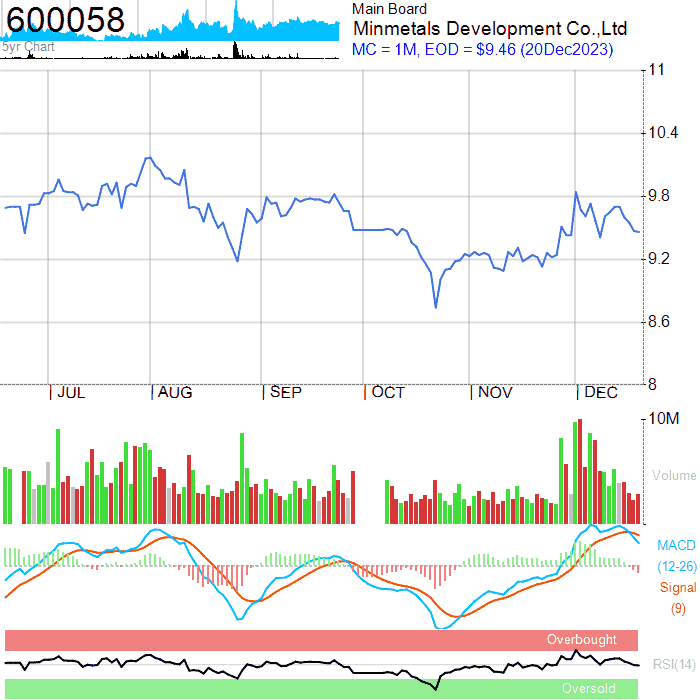 600058
5yr Chart
Main Board
Minmetals Development Co.,Ltd
MC = 1M, EOD = $9.46 (20Dec2023)
11
10.4
9.8
9.2
8.6
8
JUL AUG SEP OCT NOV DEC
10M
Volume
MACD
(12-26)
Signal
(9)
Overbought
RSI(14)
Oversold